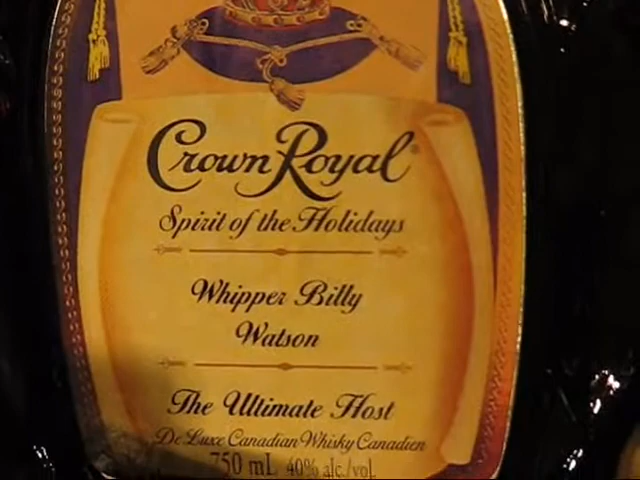 Crown Royal
Spirit of the Holidays
Whipper Billy
Watson
The Ultimate Host
De Luxe Canadian Whisky Canadien
750 mL 40% alc./vol.